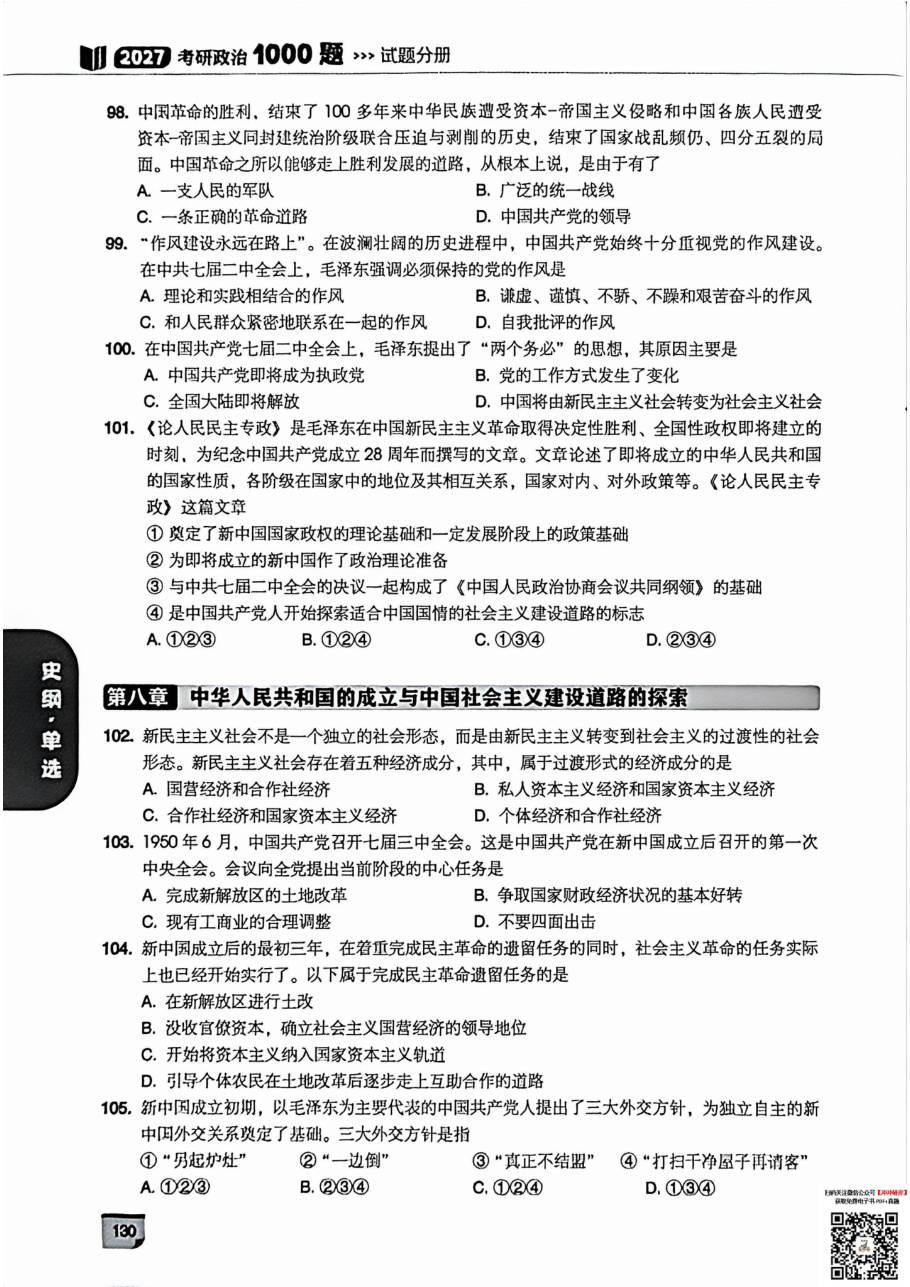 2027 考研政治1000题 >>> 试题分册
98. 中国革命的胜利，结束了 100 多年来中华民族遭受资本-帝国主义侵略和中国各族人民遭受
资本-帝国主义同封建统治阶级联合压迫与剥削的历史，结束了国家战乱频仍、四分五裂的局
面。中国革命之所以能够走上胜利发展的道路，从根本上说，是由于有了
A. 一支人民的军队 B. 广泛的统一战线
C. 一条正确的革命道路 D. 中国共产党的领导
99. “作风建设永远在路上”。在波澜壮阔的历史进程中，中国共产党始终十分重视党的作风建设。
在中共七届二中全会上，毛泽东强调必须保持的党的作风是
A. 理论和实践相结合的作风 B. 谦虚、谨慎、不骄、不躁和艰苦奋斗的作风
C. 和人民群众紧密地联系在一起的作风 D. 自我批评的作风
100. 在中国共产党七届二中全会上，毛泽东提出了“两个务必”的思想，其原因主要是
A. 中国共产党即将成为执政党 B. 党的工作方式发生了变化
C. 全国大陆即将解放 D. 中国将由新民主主义社会转变为社会主义社会
101. 《论人民民主专政》是毛泽东在中国新民主主义革命取得决定性胜利、全国性政权即将建立的
时刻，为纪念中国共产党成立 28 周年而撰写的文章。文章论述了即将成立的中华人民共和国
的国家性质，各阶级在国家中的地位及其相互关系，国家对内、对外政策等。《论人民民主专
政》这篇文章
① 奠定了新中国国家政权的理论基础和一定发展阶段上的政策基础
② 为即将成立的新中国作了政治理论准备
③ 与中共七届二中全会的决议一起构成了《中国人民政治协商会议共同纲领》的基础
④ 是中国共产党人开始探索适合中国国情的社会主义建设道路的标志
A. ①②③ B. ①②④ C. ①③④ D. ②③④
史纲·单选
第八章 中华人民共和国的成立与中国社会主义建设道路的探索
102. 新民主主义社会不是一个独立的社会形态，而是由新民主主义转变到社会主义的过渡性的社会
形态。新民主主义社会存在着五种经济成分，其中，属于过渡形式的经济成分的是
A. 国营经济和合作社经济 B. 私人资本主义经济和国家资本主义经济
C. 合作社经济和国家资本主义经济 D. 个体经济和合作社经济
103. 1950 年 6 月，中国共产党召开七届三中全会。这是中国共产党在新中国成立后召开的第一次
中央全会。会议向全党提出当前阶段的中心任务是
A. 完成新解放区的土地改革 B. 争取国家财政经济状况的基本好转
C. 现有工商业的合理调整 D. 不要四面出击
104. 新中国成立后的最初三年，在着重完成民主革命的遗留任务的同时，社会主义革命的任务实际
上也已经开始实行了。以下属于完成民主革命遗留任务的是
A. 在新解放区进行土改
B. 没收官僚资本，确立社会主义国营经济的领导地位
C. 开始将资本主义纳入国家资本主义轨道
D. 引导个体农民在土地改革后逐步走上互助合作的道路
105. 新中国成立初期，以毛泽东为主要代表的中国共产党人提出了三大外交方针，为独立自主的新
中国外交关系奠定了基础。三大外交方针是指
① “另起炉灶” ② “一边倒” ③ “真正不结盟” ④ “打扫干净屋子再请客”
A. ①②③ B. ②③④ C. ①②④ D. ①③④
扫码关注微信公众号
获取免费电子书PDF+真题
130